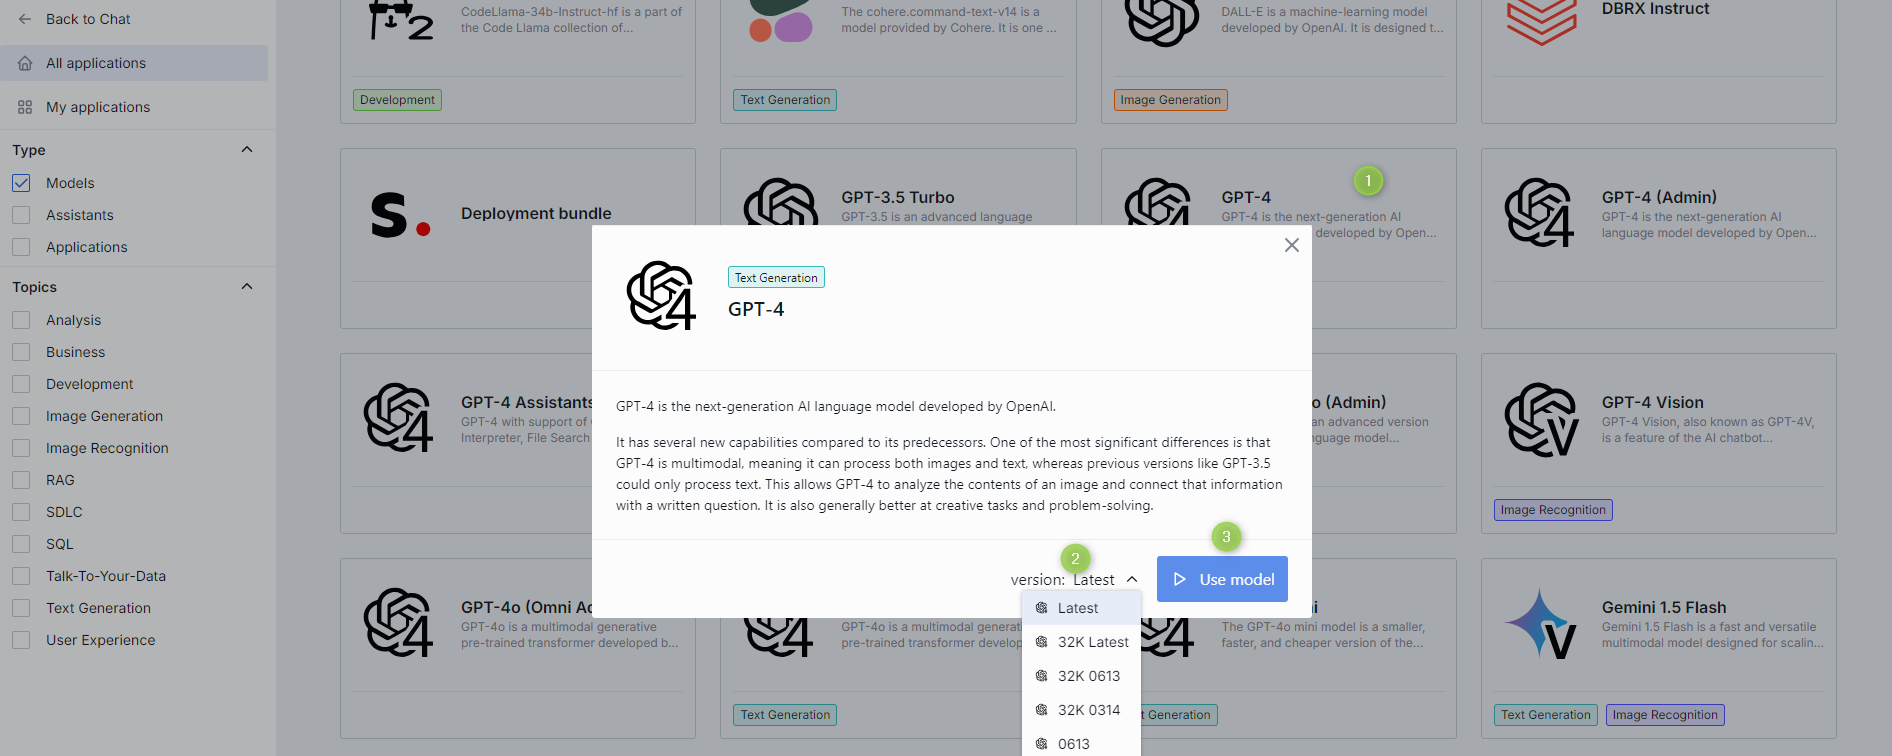 Back to Chat
All applications
My applications
Type
Models
Assistants
Applications
Topics
Analysis
Business
Development
Image Generation
Image Recognition
RAG
SDLC
SQL
Talk-To-Your-Data
Text Generation
User Experience
CodeLlama-34b-Instruct-hf is a part of
the Code Llama collection of...
Development
The cohere.command-text-v14 is a
model provided by Cohere. It is one ...
Text Generation
DALL-E is a machine-learning model
developed by OpenAI. It is designed t...
Image Generation
DBRX Instruct
S.
Deployment bundle
GPT-3.5 Turbo
GPT-3.5 is an advanced language
GPT-4
GPT-4 is the next-generation AI
developed by Open...
1
4
GPT-4 (Admin)
GPT-4 is the next-generation AI
language model developed by Open...
4
Text Generation
GPT-4
GPT-4 is the next-generation AI language model developed by OpenAI.
It has several new capabilities compared to its predecessors. One of the most significant differences is that
GPT-4 is multimodal, meaning it can process both images and text, whereas previous versions like GPT-3.5
could only process text. This allows GPT-4 to analyze the contents of an image and connect that information
with a written question. It is also generally better at creative tasks and problem-solving.
2
3
version: Latest
Use model
Latest
32K Latest
32K 0613
32K 0314
0613
4
GPT-4 Assistants
GPT-4 with support of
Interpreter, File Search
(Admin)
an advanced version
model...
V
GPT-4 Vision
GPT-4 Vision, also known as GPT-4V,
is a feature of the AI chatbot...
Image Recognition
4
GPT-4o (Omni
GPT-4o is a multimodal generative
pre-trained transformer developed b...
4
GPT-4o is a multimodal
pre-trained transformer
Text Generation
4
The GPT-4o mini model is a smaller,
faster, and cheaper version of the...
Generation
V
Gemini 1.5 Flash
Gemini 1.5 Flash is a fast and versatile
multimodal model designed for scalin...
Text Generation
Image Recognition